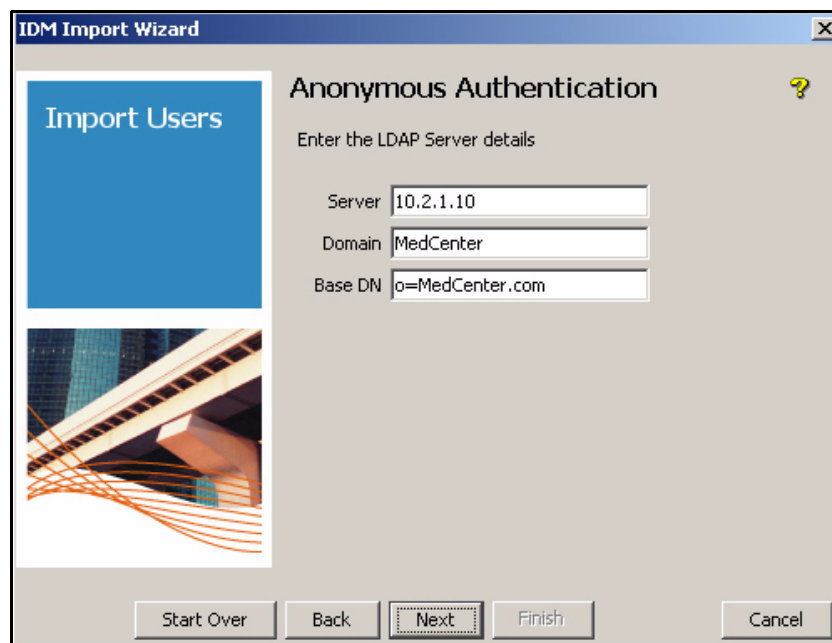 IDM Import Wizard
Import Users
Anonymous Authentication
Enter the LDAP Server details
Server 10.2.1.10
Domain MedCenter
Base DN o=MedCenter.com
Start Over Back Next Finish Cancel